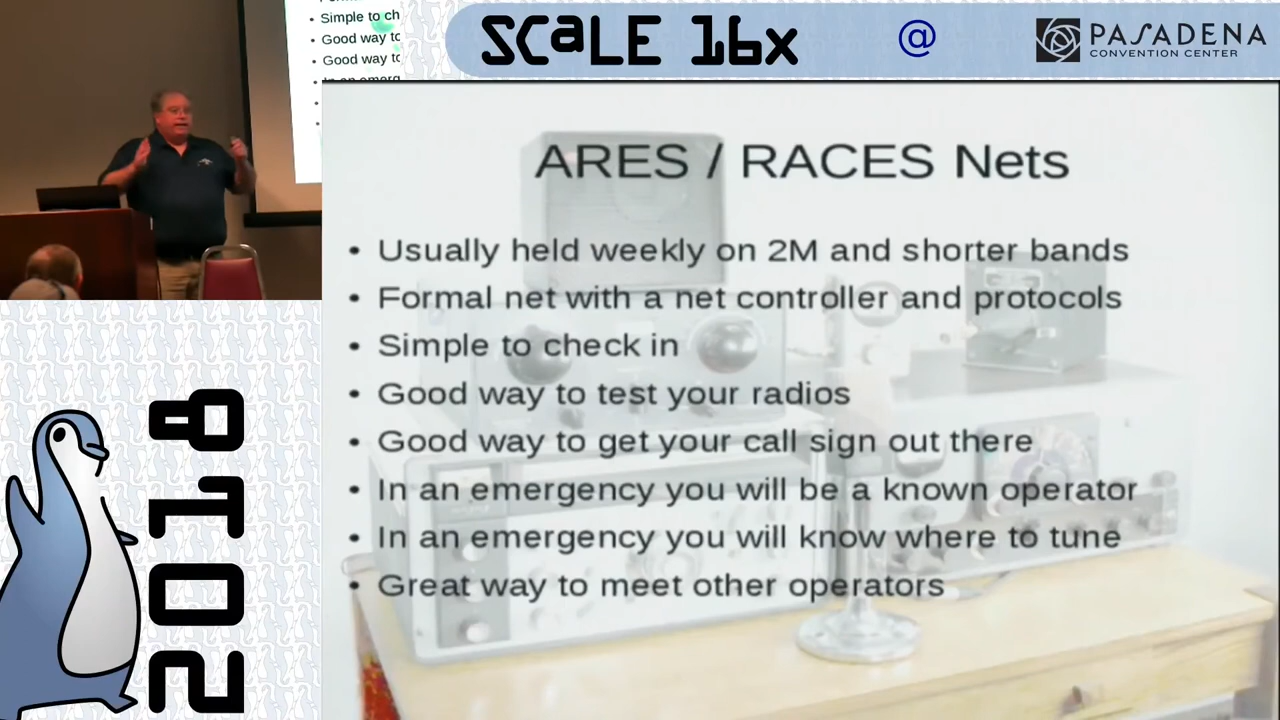 Simple to ch
Good way to
Good way to
In an emerg
SCaLE 16x
@
PASADENA
CONVENTION CENTER
ARES / RACES Nets
• Usually held weekly on 2M and shorter bands
• Formal net with a net controller and protocols
• Simple to check in
• Good way to test your radios
• Good way to get your call sign out there
• In an emergency you will be a known operator
• In an emergency you will know where to tune
• Great way to meet other operators
2018